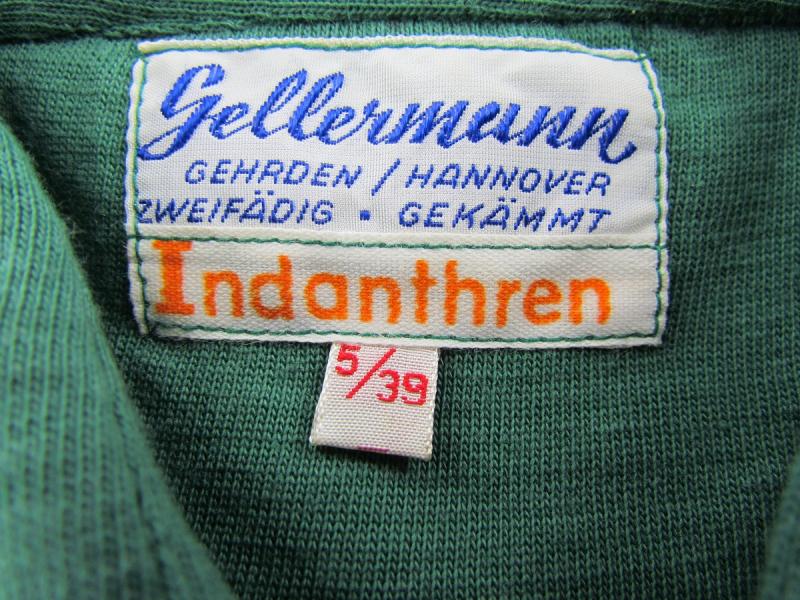 Gellermann
GEHRDEN / HANNOVER
ZWEIFÄDIG · GEKÄMMT
Indanthren
5/39